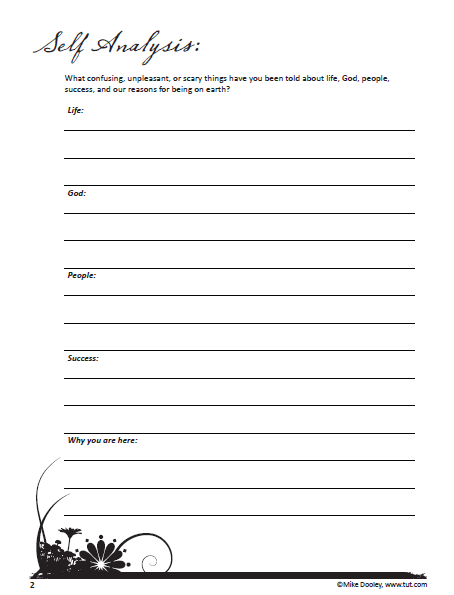 Self Analysis:
What confusing, unpleasant, or scary things have you been told about life, God, people,
success, and our reasons for being on earth?
Life:
God:
People:
Success:
Why you are here:
2
©Mike Dooley, www.tut.com